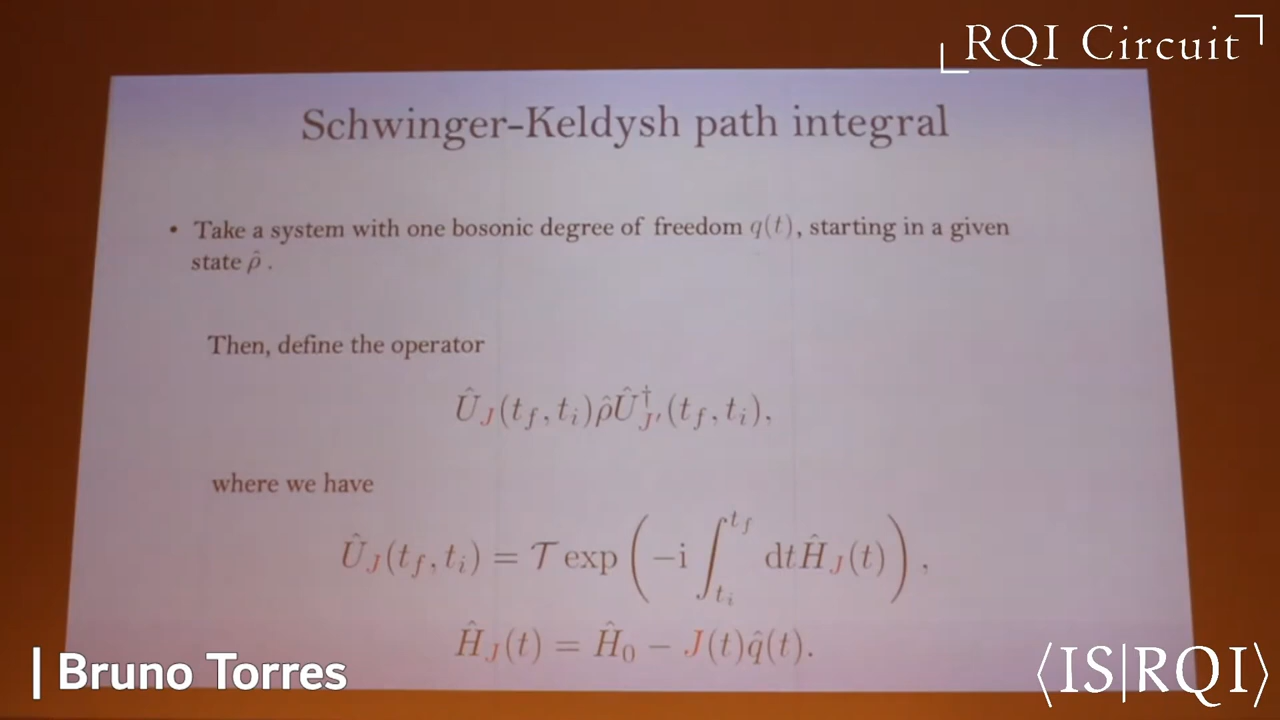 RQI Circuit
Schwinger-Keldysh path integral
• Take a system with one bosonic degree of freedom q(t), starting in a given
state ρ̂ .
Then, define the operator
Û_J(t_f, t_i)ρ̂Û†_J′(t_f, t_i),
where we have
Û_J(t_f, t_i) = 𝒯 exp (−i ∫_{t_i}^{t_f} dtĤ_J(t)) ,
Ĥ_J(t) = Ĥ_0 − J(t)q̂(t).
| Bruno Torres
⟨IS|RQI⟩